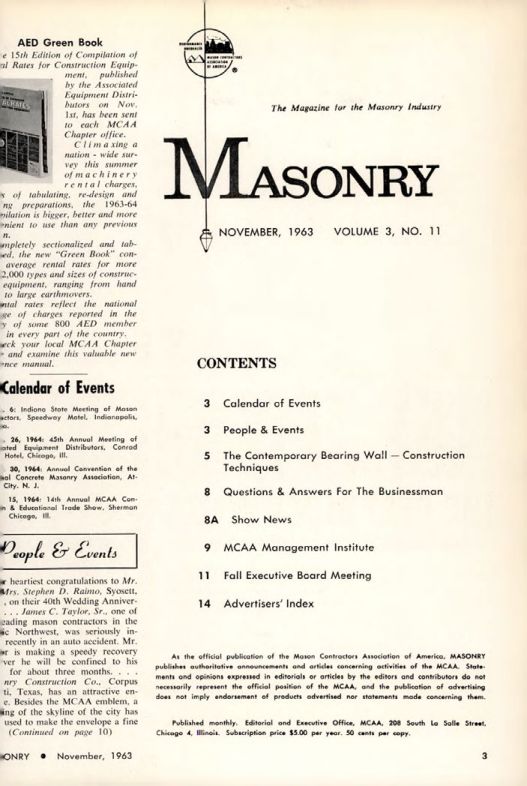 AED Green Book
e 15th Edition of Compilation of
al Rates for Construction Equip-
ment, published
by the Associated
Equipment Distri-
butors on Nov.
1st, has been sent
to each MCAA
Chapter office.
Climaxing a
nation - wide sur-
vey this summer
of machinery
rental charges,
s of tabulating, re-design and
ng preparations, the 1963-64
pilation is bigger, better and more
enient to use than any previous
n.
mpletely sectionalized and tab-
ed, the new "Green Book" con-
average rental rates for more
2,000 types and sizes of construc-
equipment, ranging from hand
to large earthmovers.
ntal rates reflect the national
ge of charges reported in the
y of some 800 AED member
in every part of the country.
eck your local MCAA Chapter
and examine this valuable new
ence manual.
Calendar of Events
. 6: Indiana State Meeting of Mason
actors, Speedway Motel, Indianapolis,
a.
. 26, 1964: 45th Annual Meeting of
iated Equipment Distributors, Conrad
Hotel, Chicago, Ill.
30, 1964: Annual Convention of the
nal Concrete Masonry Association, At-
City, N. J.
15, 1964: 14th Annual MCAA Con-
n & Educational Trade Show, Sherman
Chicago, Ill.
People & Events
r heartiest congratulations to Mr.
Mrs. Stephen D. Raimo, Syosett,
, on their 40th Wedding Anniver-
. . . James C. Taylor, Sr., one of
eading mason contractors in the
ic Northwest, was seriously in-
recently in an auto accident. Mr.
r is making a speedy recovery
ver he will be confined to his
for about three months. . . .
nry Construction Co., Corpus
ti, Texas, has an attractive en-
e. Besides the MCAA emblem, a
ing of the skyline of the city has
used to make the envelope a fine
(Continued on page 10)
ONRY • November, 1963
MASON CONTRACTORS
ASSOCIATION
OF AMERICA
®
The Magazine for the Masonry Industry
MASONRY
NOVEMBER, 1963 VOLUME 3, NO. 11
CONTENTS
3 Calendar of Events
3 People & Events
5 The Contemporary Bearing Wall — Construction
Techniques
8 Questions & Answers For The Businessman
8A Show News
9 MCAA Management Institute
11 Fall Executive Board Meeting
14 Advertisers' Index
As the official publication of the Mason Contractors Association of America, MASONRY
publishes authoritative announcements and articles concerning activities of the MCAA. State-
ments and opinions expressed in editorials or articles by the editors and contributors do not
necessarily represent the official position of the MCAA, and the publication of advertising
does not imply endorsement of products advertised nor statements made concerning them.
Published monthly. Editorial and Executive Office, MCAA, 208 South La Salle Street,
Chicago 4, Illinois. Subscription price $5.00 per year. 50 cents per copy.
3